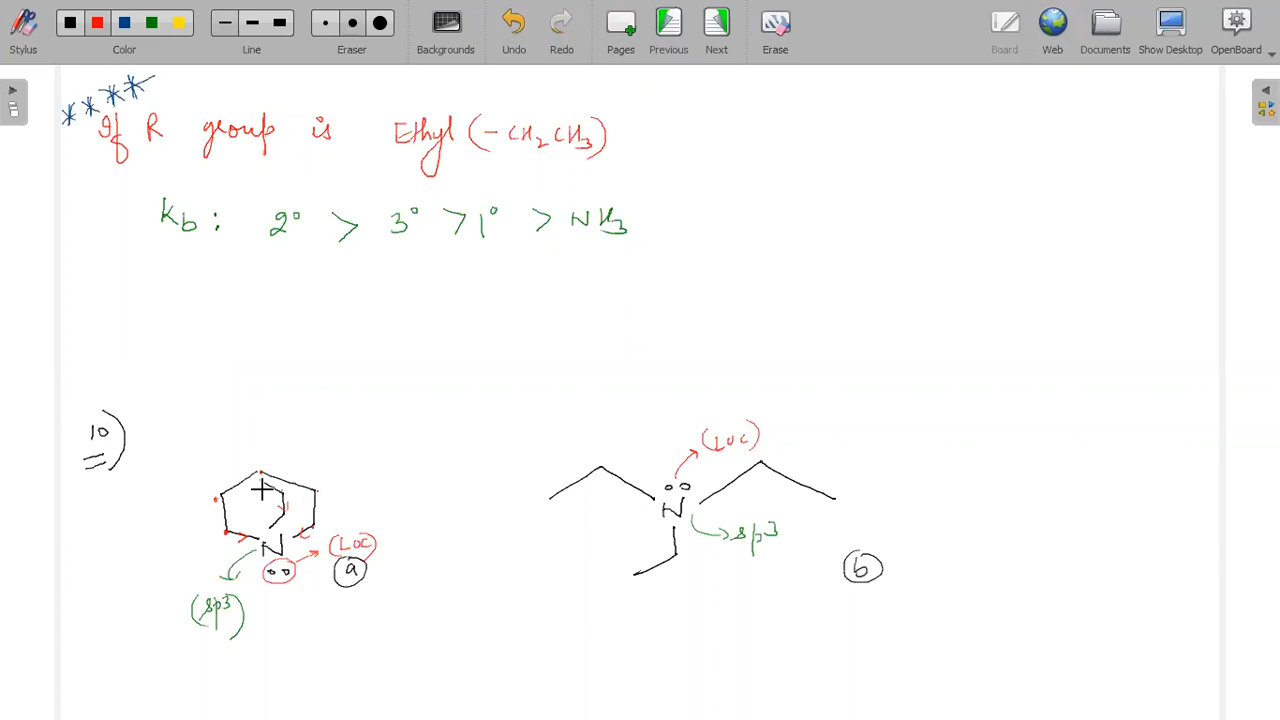 Stylus Color Line Eraser Backgrounds Undo Redo Pages Previous Next Erase Board Web Documents Show Desktop OpenBoard
If R group is Ethyl (-CH2CH3)
Kb : 2° > 3° > 1° > NH3
10)
(Loc)
N
sp3
b
N
(Loc)
a
(sp3)